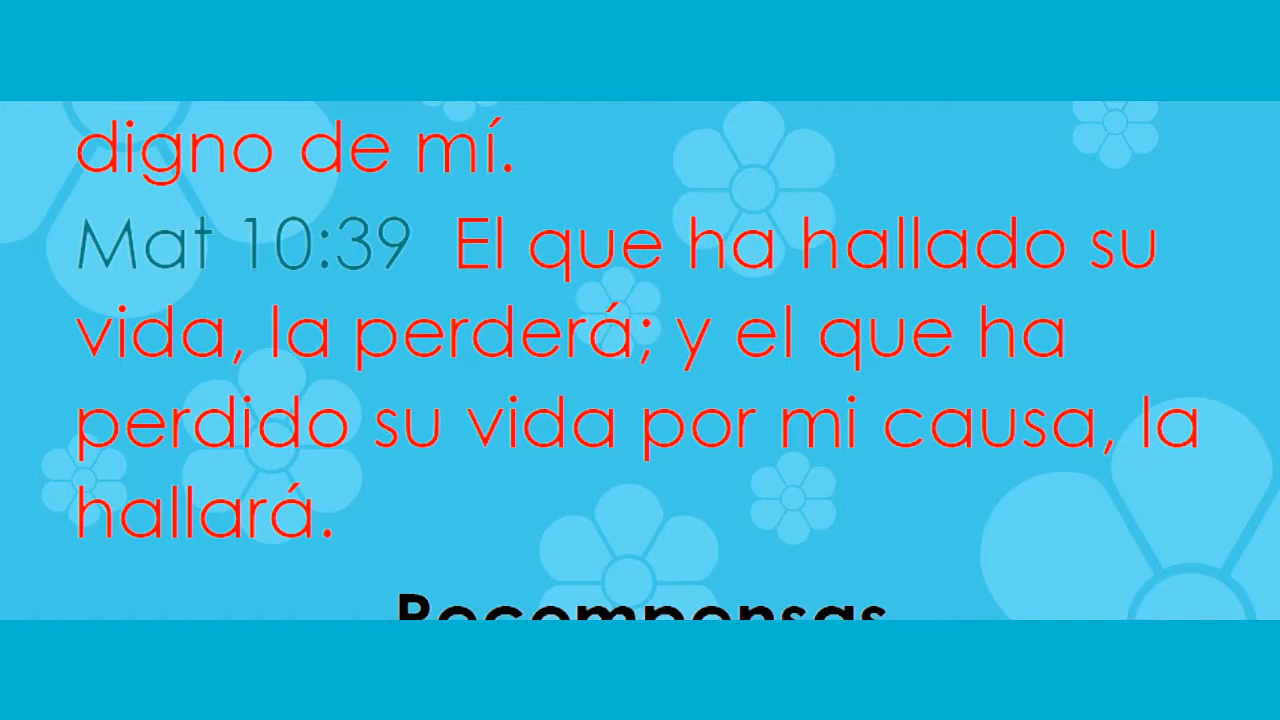 digno de mí.
Mat 10:39 El que ha hallado su
vida, la perderá; y el que ha
perdido su vida por mi causa, la
hallará.
Recompensas